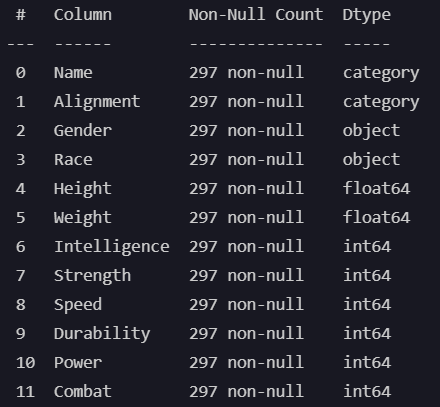 #   Column        Non-Null Count  Dtype
---  ------        --------------  -----
0   Name          297 non-null    category
1   Alignment     297 non-null    category
2   Gender        297 non-null    object
3   Race          297 non-null    object
4   Height        297 non-null    float64
5   Weight        297 non-null    float64
6   Intelligence  297 non-null    int64
7   Strength      297 non-null    int64
8   Speed         297 non-null    int64
9   Durability    297 non-null    int64
10  Power         297 non-null    int64
11  Combat        297 non-null    int64